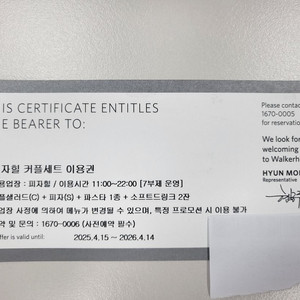 IS CERTIFICATE ENTITLES
E BEARER TO:
자힐 커플세트 이용권
용업장 : 피자힐 / 이용시간 11:00~22:00 [7부제 운영]
플샐러드(C) + 피자(S) + 파스타 1종 + 소프트드링크 2잔
업장 사정에 의하여 메뉴가 변경될 수 있으며, 특정 프로모션 시 이용 불가
약 및 문의 : 1670-0006 (사전예약 필수)
ffer is valid until: 2025.4.15 ~ 2026.4.14
Please contac
1670-0005
for reservation
We look for
welcoming
to Walkerh
HYUN MO
Representative